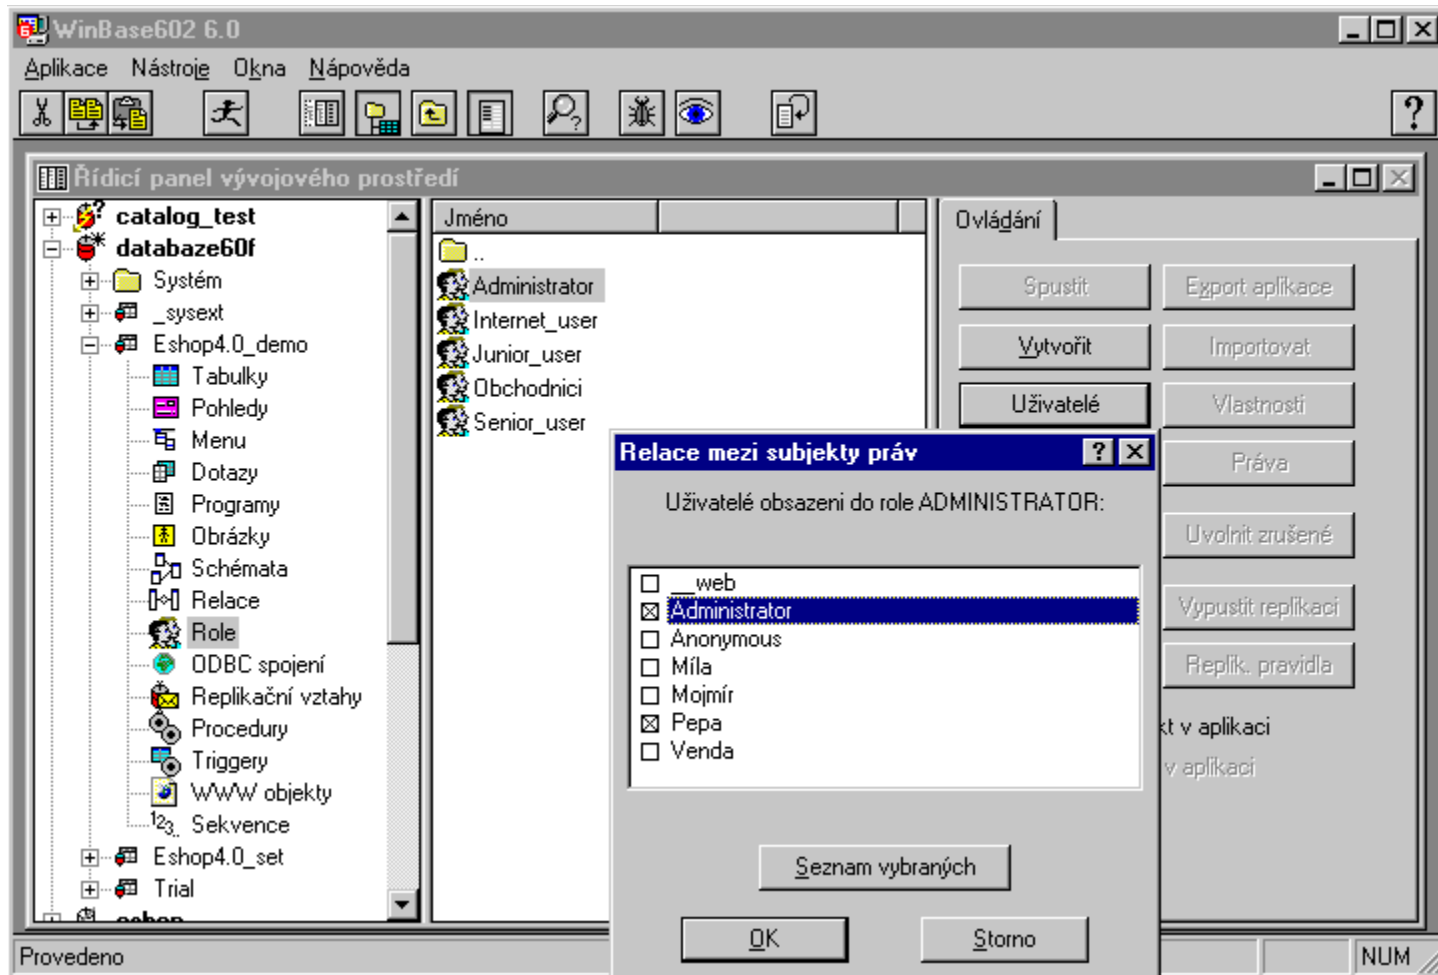 WinBase602 6.0
Aplikace Nástroje Okna Nápověda
Řídicí panel vývojového prostředí
catalog_test
databaze60f
Systém
_sysext
Eshop4.0_demo
Tabulky
Pohledy
Menu
Dotazy
Programy
Obrázky
Schémata
Relace
Role
ODBC spojení
Replikační vztahy
Procedury
Triggery
WWW objekty
Sekvence
Eshop4.0_set
Trial
Jméno
..
Administrator
Internet_user
Junior_user
Obchodnici
Senior_user
Ovládání
Spustit Export aplikace
Vytvořit Importovat
Uživatelé Vlastnosti
Práva
Uvolnit zrušené
Vypustit replikaci
Replik. pravidla
v aplikaci
v aplikaci
Relace mezi subjekty práv
Uživatelé obsazeni do role ADMINISTRATOR:
__web
Administrator
Anonymous
Míla
Mojmír
Pepa
Venda
Seznam vybraných
OK Storno
Provedeno NUM